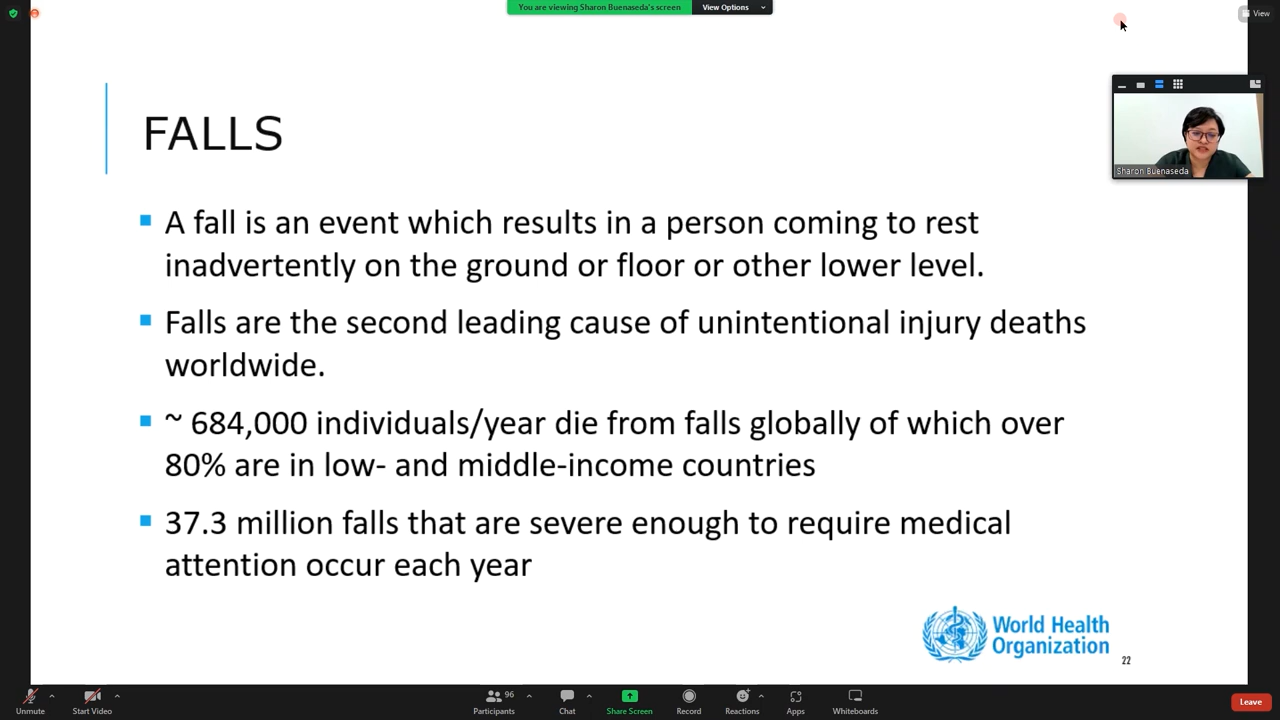 You are viewing Sharon Buenaseda's screen
View Options
View
FALLS
Sharon Buenaseda
▪ A fall is an event which results in a person coming to rest
inadvertently on the ground or floor or other lower level.
▪ Falls are the second leading cause of unintentional injury deaths
worldwide.
▪ ~ 684,000 individuals/year die from falls globally of which over
80% are in low- and middle-income countries
▪ 37.3 million falls that are severe enough to require medical
attention occur each year
World Health
Organization
22
Unmute
Start Video
Participants
96
Chat
Share Screen
Record
Reactions
Apps
Whiteboards
Leave